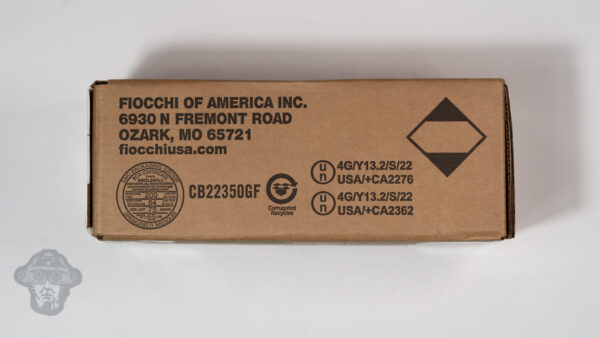 FIOCCHI OF AMERICA INC.
6930 N FREMONT ROAD
OZARK, MO 65721
fiocchiusa.com
CB22350GF
Corrugated
Recycles
u
n
4G/Y13.2/S/22
USA/+CA2276
u
n
4G/Y13.2/S/22
USA/+CA2362